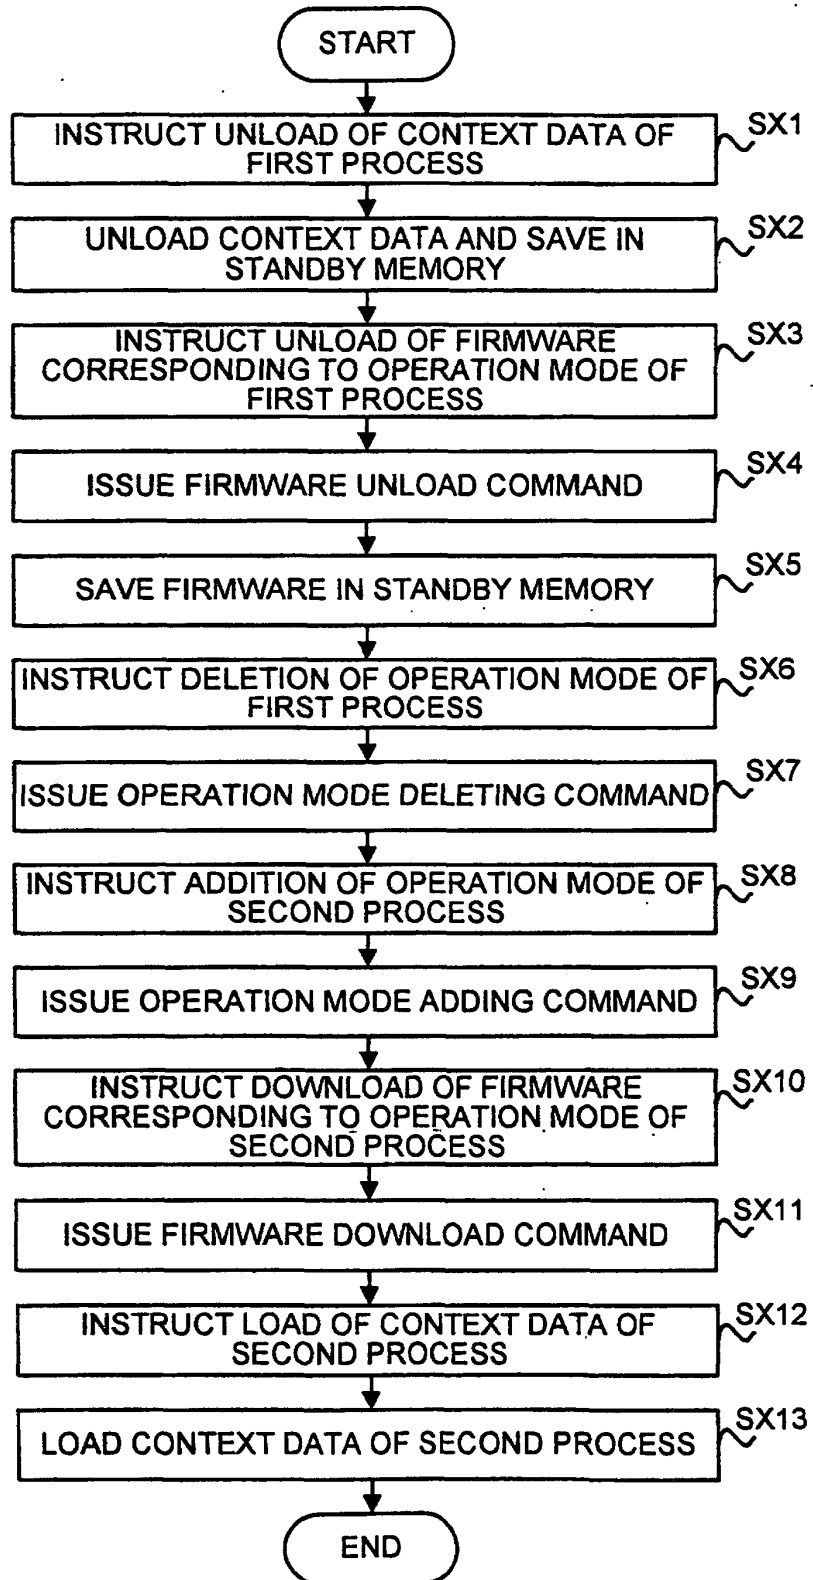 START
INSTRUCT UNLOAD OF CONTEXT DATA OF
FIRST PROCESS
SX1
UNLOAD CONTEXT DATA AND SAVE IN
STANDBY MEMORY
SX2
INSTRUCT UNLOAD OF FIRMWARE
CORRESPONDING TO OPERATION MODE OF
FIRST PROCESS
SX3
ISSUE FIRMWARE UNLOAD COMMAND
SX4
SAVE FIRMWARE IN STANDBY MEMORY
SX5
INSTRUCT DELETION OF OPERATION MODE OF
FIRST PROCESS
SX6
ISSUE OPERATION MODE DELETING COMMAND
SX7
INSTRUCT ADDITION OF OPERATION MODE OF
SECOND PROCESS
SX8
ISSUE OPERATION MODE ADDING COMMAND
SX9
INSTRUCT DOWNLOAD OF FIRMWARE
CORRESPONDING TO OPERATION MODE OF
SECOND PROCESS
SX10
ISSUE FIRMWARE DOWNLOAD COMMAND
SX11
INSTRUCT LOAD OF CONTEXT DATA OF
SECOND PROCESS
SX12
LOAD CONTEXT DATA OF SECOND PROCESS
SX13
END